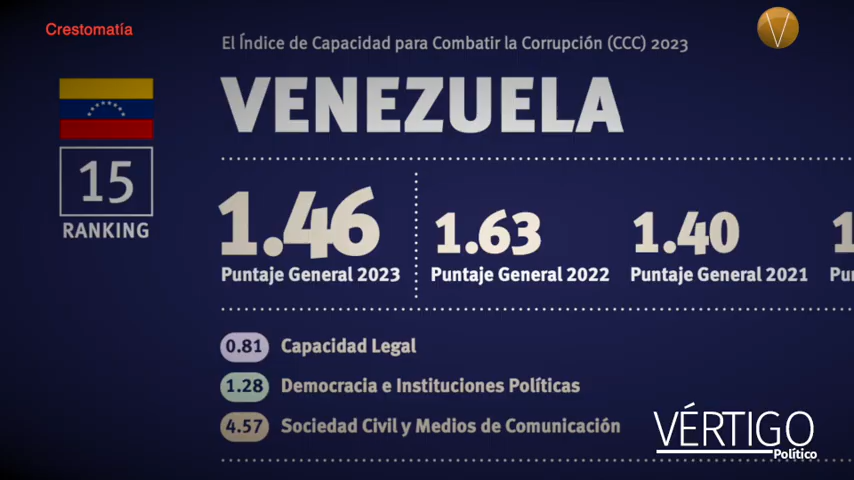 Crestomatía
V
El Índice de Capacidad para Combatir la Corrupción (CCC) 2023
VENEZUELA
15
RANKING
1.46
Puntaje General 2023
1.63
Puntaje General 2022
1.40
Puntaje General 2021
0.81 Capacidad Legal
1.28 Democracia e Instituciones Políticas
4.57 Sociedad Civil y Medios de Comunicación
VÉRTIGO
Político